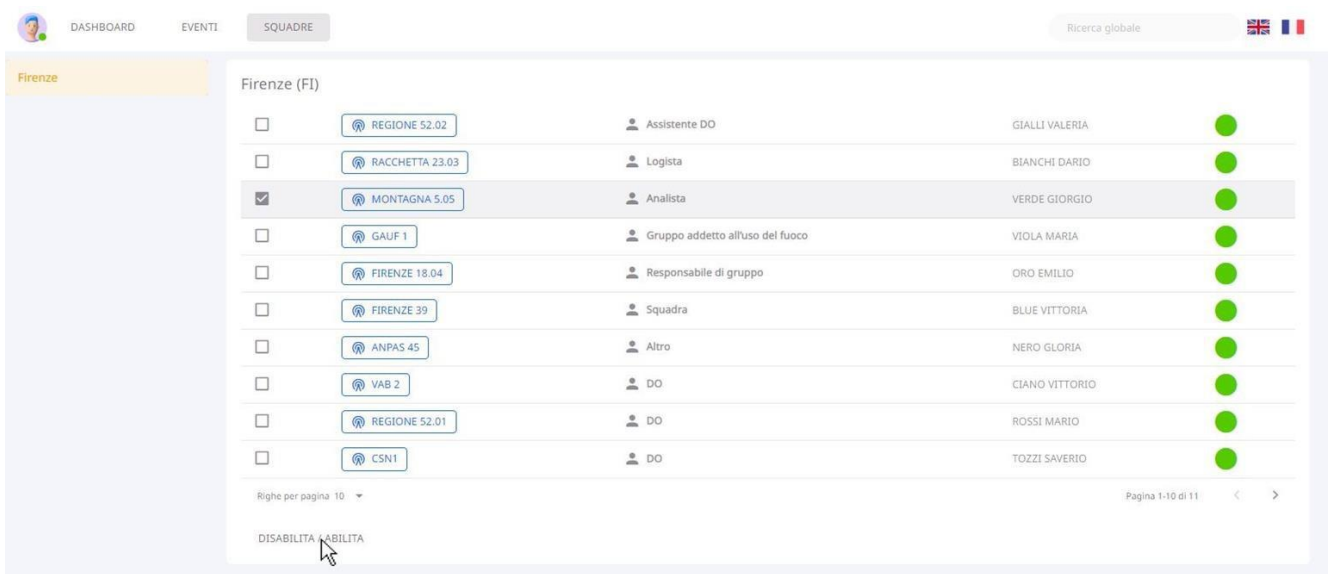 DASHBOARD EVENTI SQUADRE Ricerca globale
Firenze
Firenze (FI)
REGIONE 52.02 Assistente DO GIALLI VALERIA
RACCHETTA 23.03 Logista BIANCHI DARIO
MONTAGNA 5.05 Analista VERDE GIORGIO
GAUF 1 Gruppo addetto all'uso del fuoco VIOLA MARIA
FIRENZE 18.04 Responsabile di gruppo ORO EMILIO
FIRENZE 39 Squadra BLUE VITTORIA
ANPAS 45 Altro NERO GLORIA
VAB 2 DO CIANO VITTORIO
REGIONE 52.01 DO ROSSI MARIO
CSN1 DO TOZZI SAVERIO
Righe per pagina 10 Pagina 1-10 di 11
DISABILITA / ABILITA